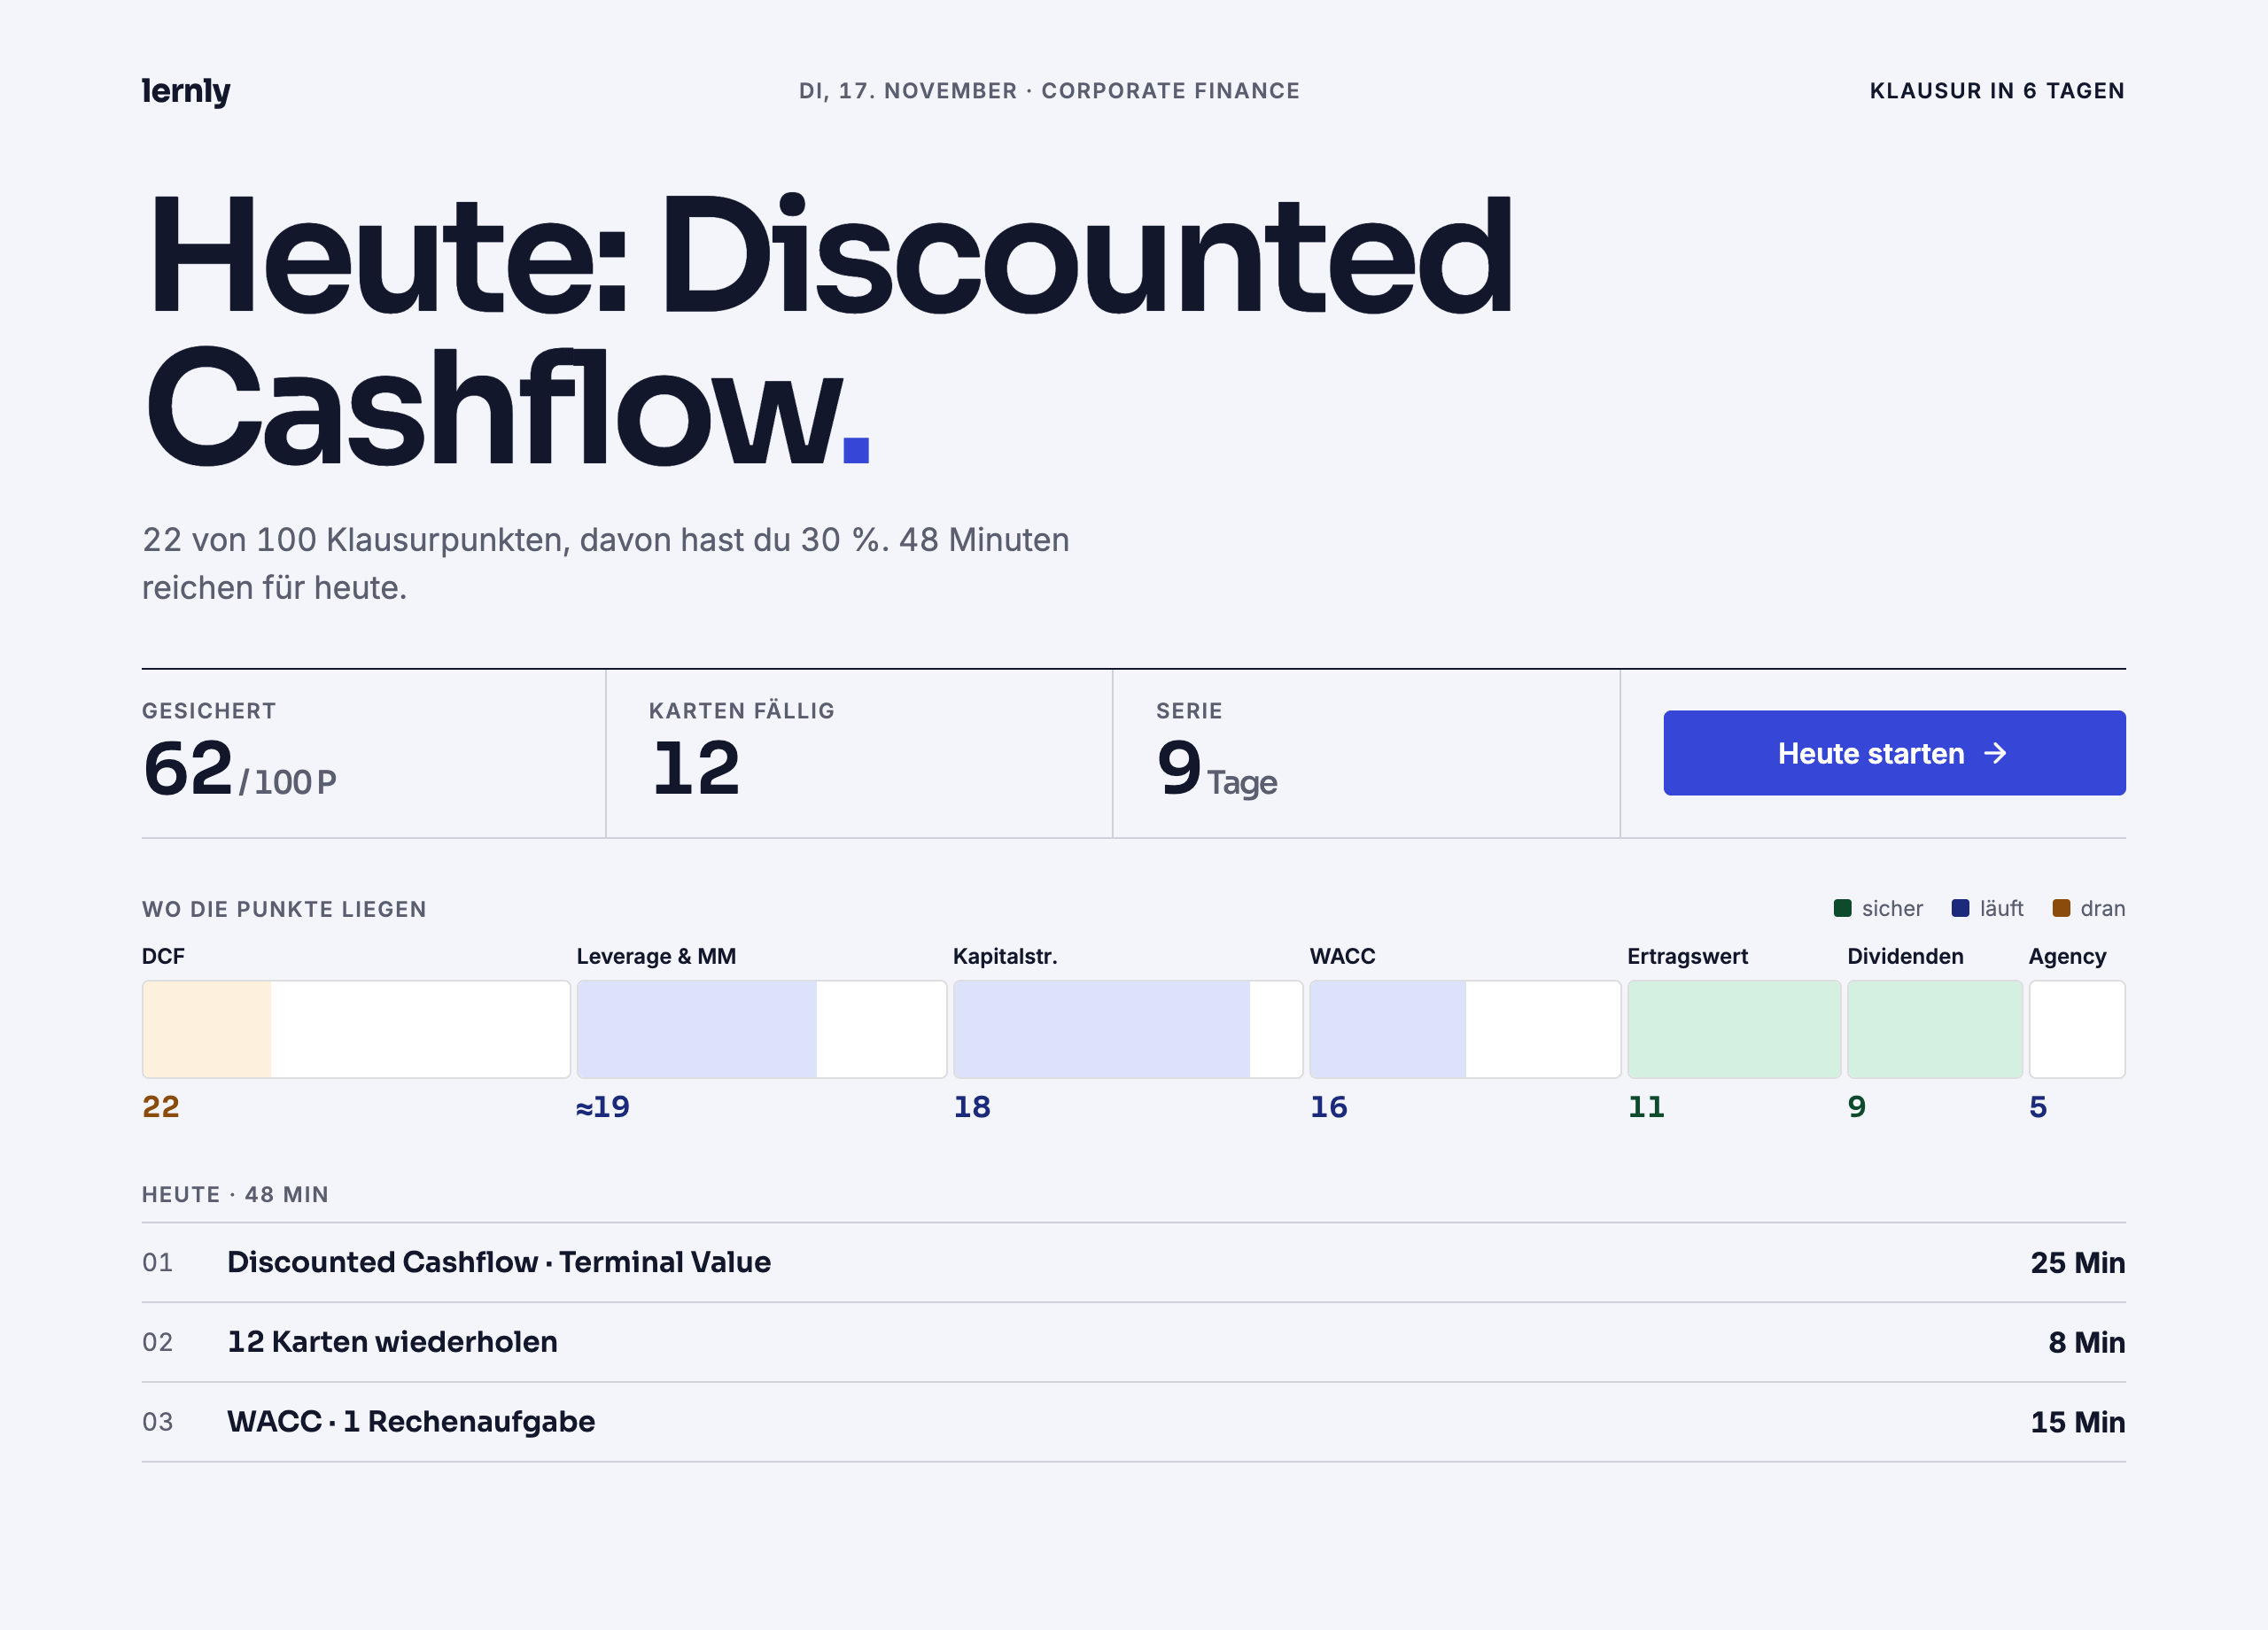 lernly
DI, 17. NOVEMBER · CORPORATE FINANCE
KLAUSUR IN 6 TAGEN
Heute: Discounted
Cashflow.
22 von 100 Klausurpunkten, davon hast du 30 %. 48 Minuten
reichen für heute.
GESICHERT
62 / 100 P
KARTEN FÄLLIG
12
SERIE
9 Tage
Heute starten →
WO DIE PUNKTE LIEGEN
sicher
läuft
dran
DCF
Leverage & MM
Kapitalstr.
WACC
Ertragswert
Dividenden
Agency
22
≈19
18
16
11
9
5
HEUTE · 48 MIN
01 Discounted Cashflow · Terminal Value 25 Min
02 12 Karten wiederholen 8 Min
03 WACC · 1 Rechenaufgabe 15 Min